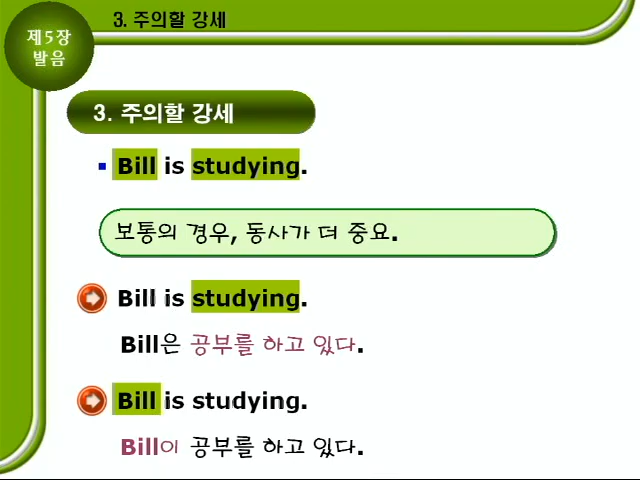 3. 주의할 강세
제5장
발음
3. 주의할 강세
Bill is studying.
보통의 경우, 동사가 더 중요.
Bill is studying.
Bill은 공부를 하고 있다.
Bill is studying.
Bill이 공부를 하고 있다.